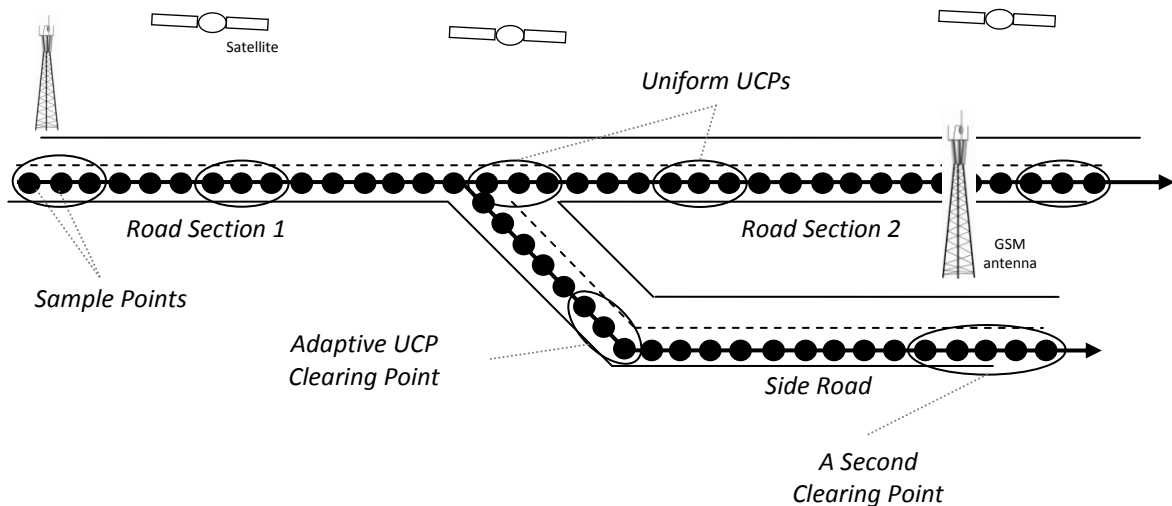 Satellite
Uniform UCPs
Road Section 1
Road Section 2
GSM
antenna
Sample Points
Adaptive UCP
Clearing Point
Side Road
A Second
Clearing Point